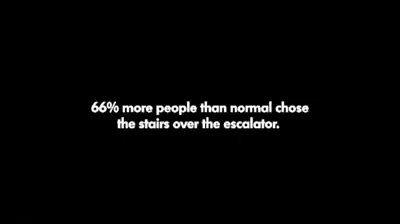 66% more people than normal chose
the stairs over the escalator.